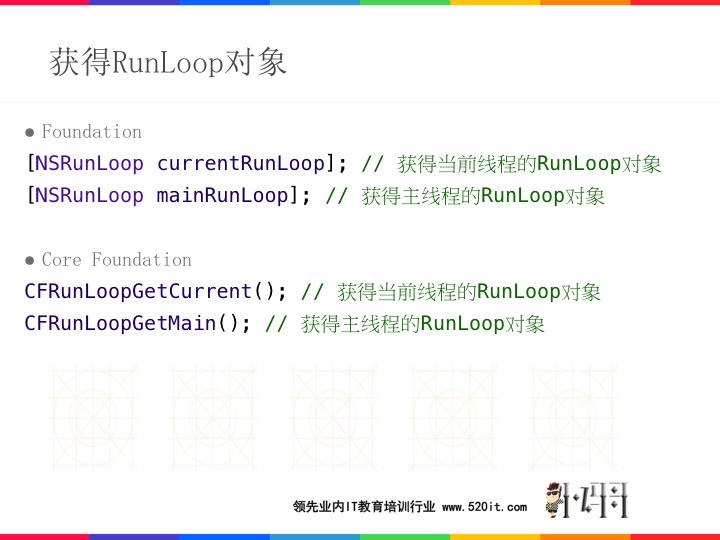 获得RunLoop对象
● Foundation
[NSRunLoop currentRunLoop]; // 获得当前线程的RunLoop对象
[NSRunLoop mainRunLoop]; // 获得主线程的RunLoop对象
● Core Foundation
CFRunLoopGetCurrent(); // 获得当前线程的RunLoop对象
CFRunLoopGetMain(); // 获得主线程的RunLoop对象
领先业内IT教育培训行业 www.520it.com
小码哥